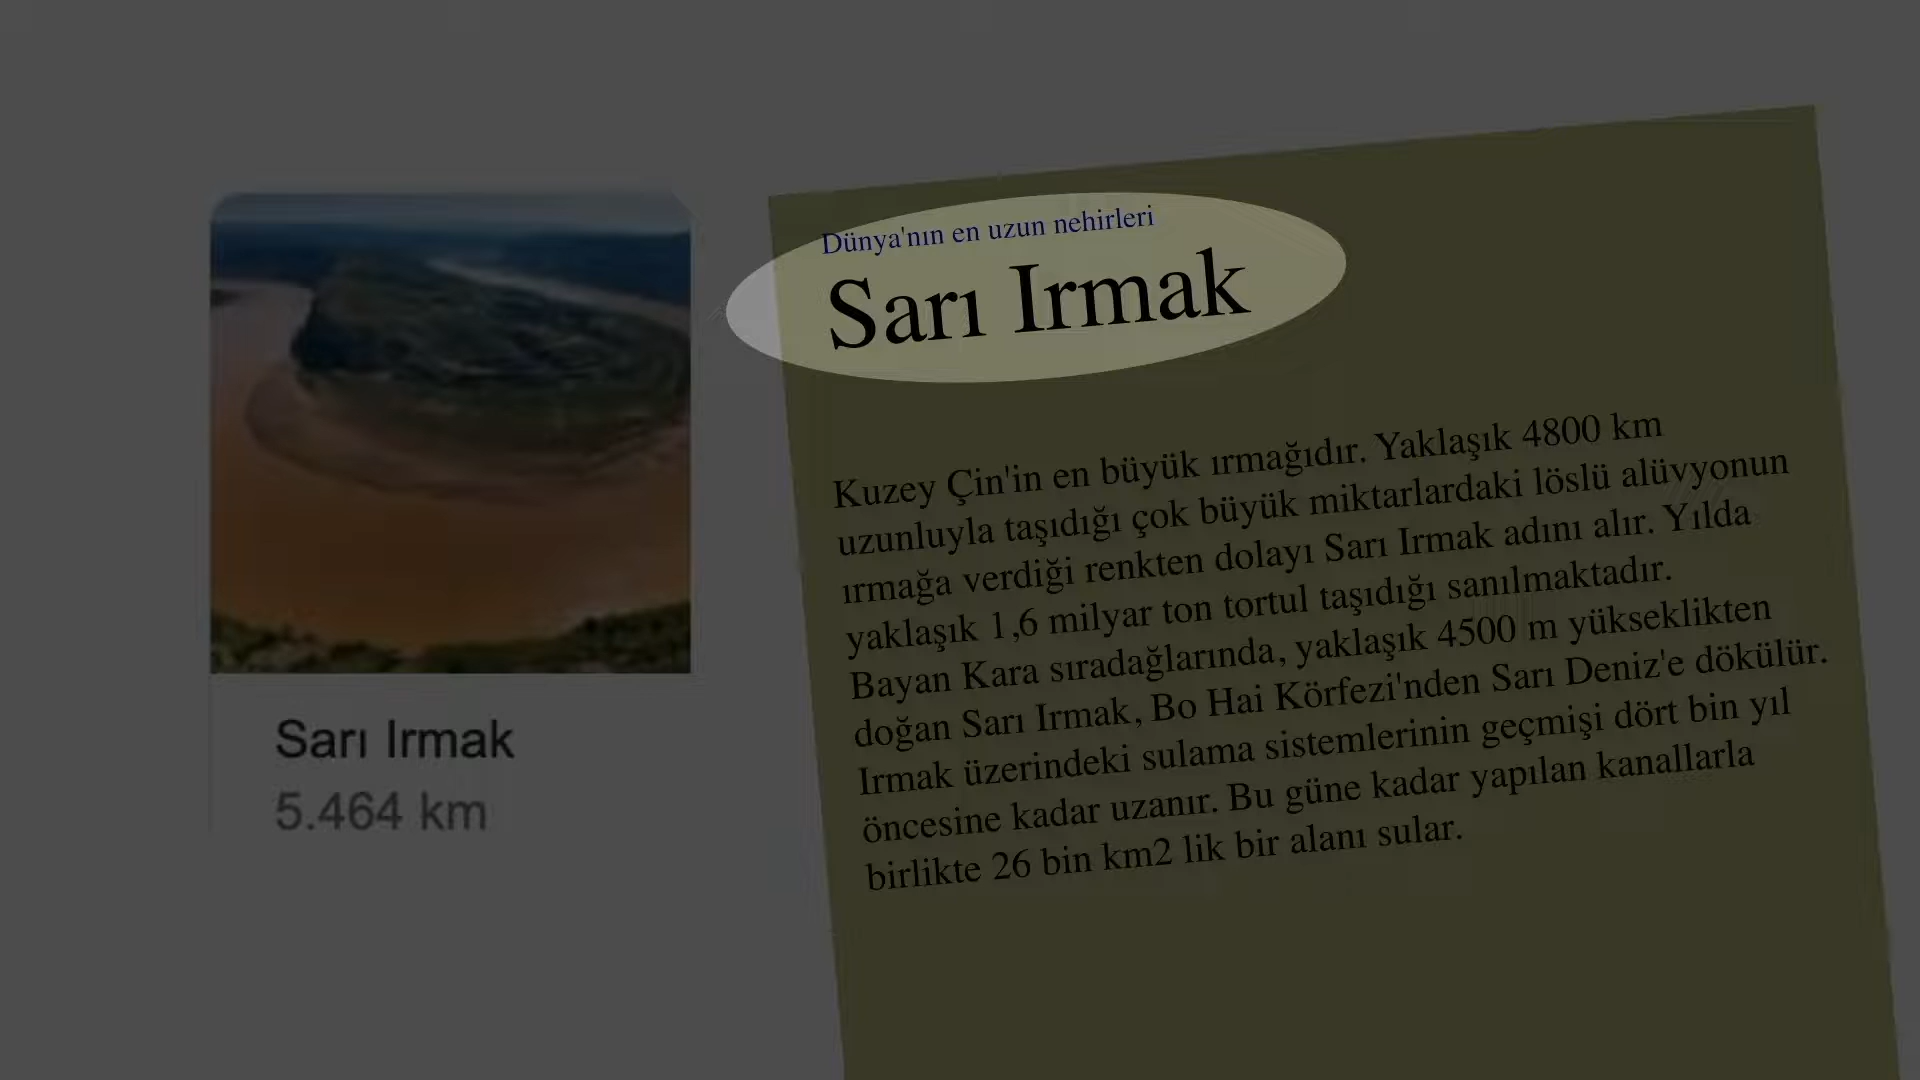 Dünya'nın en uzun nehirleri
Sarı Irmak
Kuzey Çin'in en büyük ırmağıdır. Yaklaşık 4800 km
uzunluyla taşıdığı çok büyük miktarlardaki löslü alüvyonun
ırmağa verdiği renkten dolayı Sarı Irmak adını alır. Yılda
yaklaşık 1,6 milyar ton tortul taşıdığı sanılmaktadır.
Bayan Kara sıradağlarında, yaklaşık 4500 m yükseklikten
doğan Sarı Irmak, Bo Hai Körfezi'nden Sarı Deniz'e dökülür.
Irmak üzerindeki sulama sistemlerinin geçmişi dört bin yıl
öncesine kadar uzanır. Bu güne kadar yapılan kanallarla
birlikte 26 bin km2 lik bir alanı sular.
Sarı Irmak
5.464 km